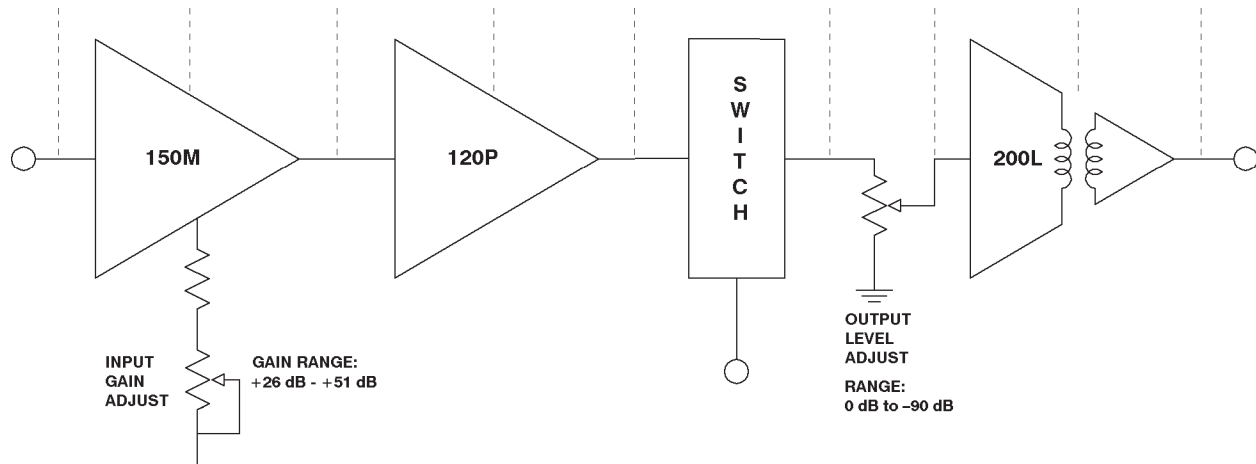 150M
120P
SWITCH
200L
INPUT
GAIN
ADJUST
GAIN RANGE:
+26 dB - +51 dB
OUTPUT
LEVEL
ADJUST
RANGE:
0 dB to –90 dB